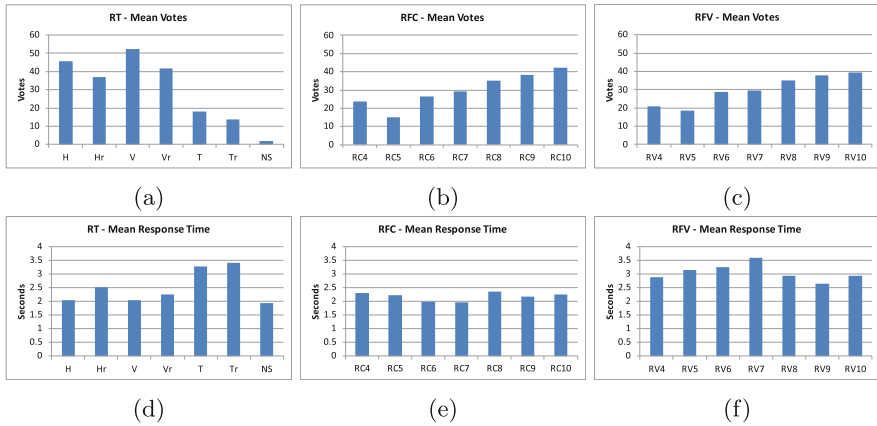 RT - Mean Votes
60
50
40
30
20
10
0
Votes
H Hr V Vr T Tr NS
(a)
RFC - Mean Votes
60
50
40
30
20
10
0
Votes
RC4 RC5 RC6 RC7 RC8 RC9 RC10
(b)
RFV - Mean Votes
60
50
40
30
20
10
0
Votes
RV4 RV5 RV6 RV7 RV8 RV9 RV10
(c)
RT - Mean Response Time
4
3.5
3
2.5
2
1.5
1
0.5
0
Seconds
H Hr V Vr T Tr NS
(d)
RFC - Mean Response Time
4
3.5
3
2.5
2
1.5
1
0.5
0
Seconds
RC4 RC5 RC6 RC7 RC8 RC9 RC10
(e)
RFV - Mean Response Time
4
3.5
3
2.5
2
1.5
1
0.5
0
Seconds
RV4 RV5 RV6 RV7 RV8 RV9 RV10
(f)